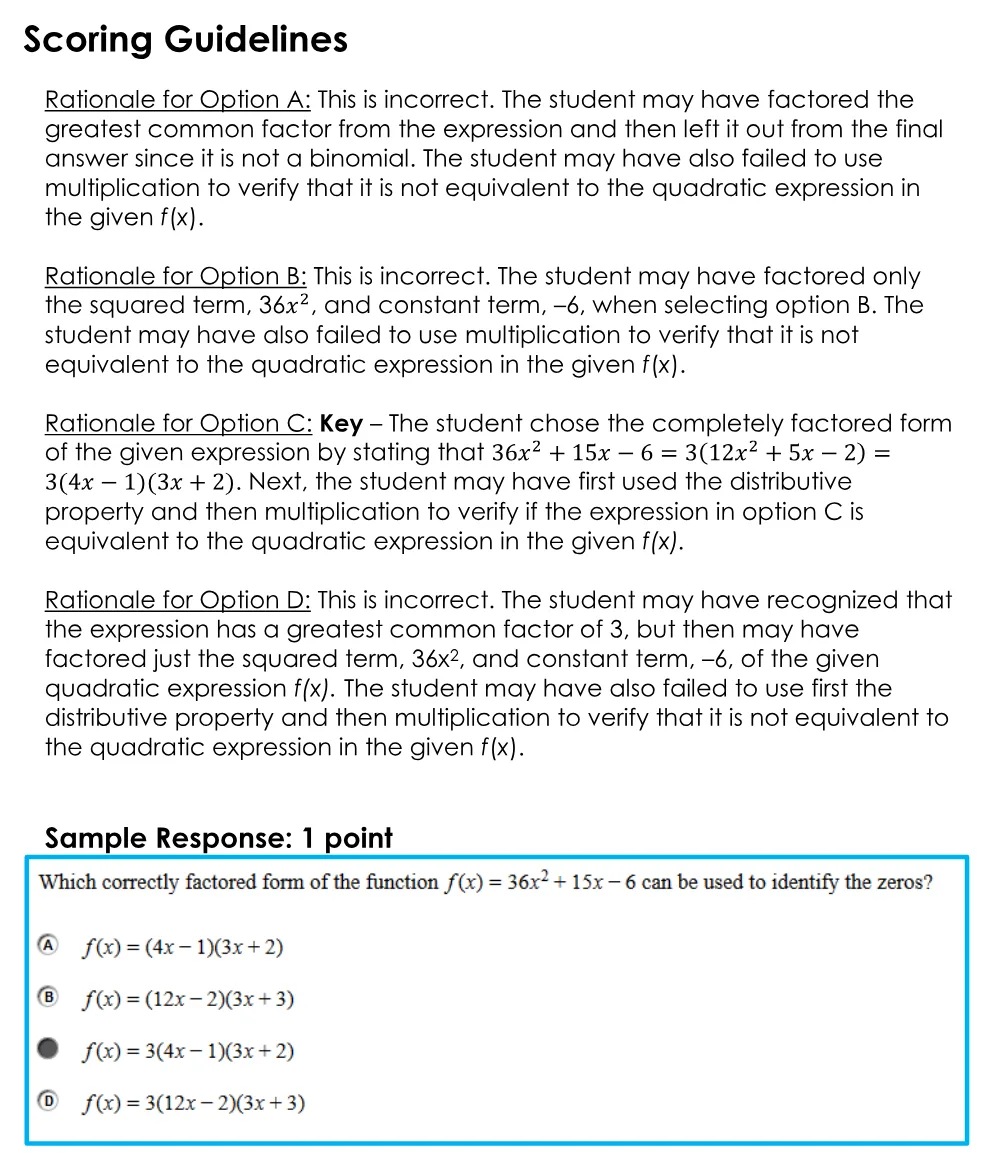 Scoring Guidelines
Rationale for Option A: This is incorrect. The student may have factored the
greatest common factor from the expression and then left it out from the final
answer since it is not a binomial. The student may have also failed to use
multiplication to verify that it is not equivalent to the quadratic expression in
the given f(x).
Rationale for Option B: This is incorrect. The student may have factored only
the squared term, 36x², and constant term, –6, when selecting option B. The
student may have also failed to use multiplication to verify that it is not
equivalent to the quadratic expression in the given f(x).
Rationale for Option C: Key – The student chose the completely factored form
of the given expression by stating that 36x² + 15x − 6 = 3(12x² + 5x − 2) =
3(4x − 1)(3x + 2). Next, the student may have first used the distributive
property and then multiplication to verify if the expression in option C is
equivalent to the quadratic expression in the given f(x).
Rationale for Option D: This is incorrect. The student may have recognized that
the expression has a greatest common factor of 3, but then may have
factored just the squared term, 36x², and constant term, –6, of the given
quadratic expression f(x). The student may have also failed to use first the
distributive property and then multiplication to verify that it is not equivalent to
the quadratic expression in the given f(x).
Sample Response: 1 point
Which correctly factored form of the function f(x) = 36x² + 15x − 6 can be used to identify the zeros?
A f(x) = (4x − 1)(3x + 2)
B f(x) = (12x − 2)(3x + 3)
f(x) = 3(4x − 1)(3x + 2)
D f(x) = 3(12x − 2)(3x + 3)